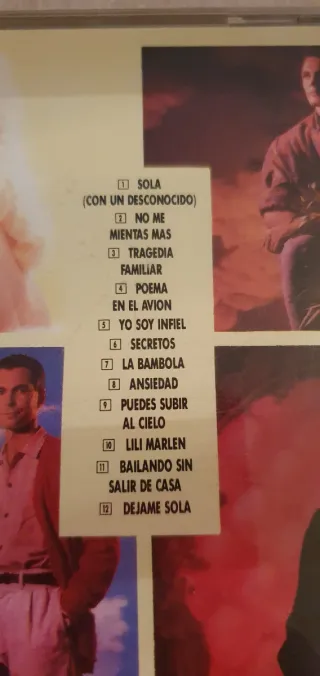 1 SOLA
(CON UN DESCONOCIDO)
2 NO ME
MIENTAS MAS
3 TRAGEDIA
FAMILIAR
4 POEMA
EN EL AVION
5 YO SOY INFIEL
6 SECRETOS
7 LA BAMBOLA
8 ANSIEDAD
9 PUEDES SUBIR
AL CIELO
10 LILI MARLEN
11 BAILANDO SIN
SALIR DE CASA
12 DEJAME SOLA